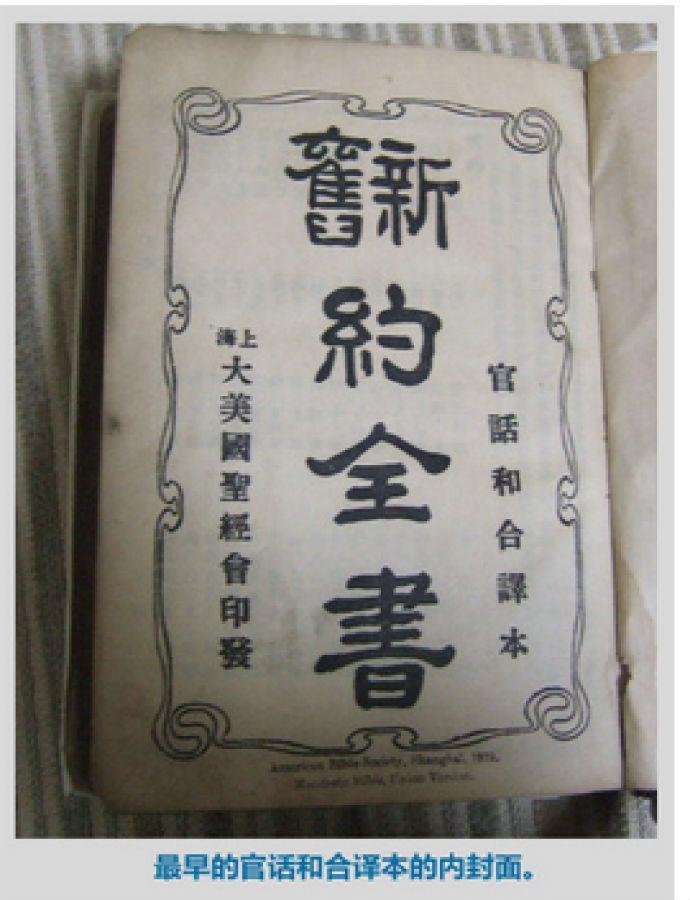 官話和合譯本
新舊
約全書
上海
大美國聖經會印發
American Bible Society, Shanghai, 1919.
Mandarin Bible, Union Version.
最早的官话和合译本的内封面。